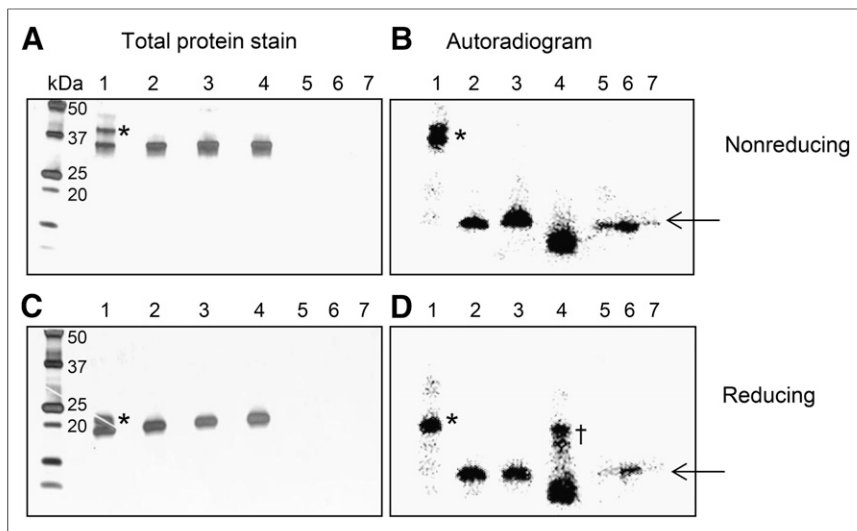 A Total protein stain B Autoradiogram
kDa 1 2 3 4 5 6 7 1 2 3 4 5 6 7
50
37 * *
25
20
Nonreducing
C 1 2 3 4 5 6 7 D 1 2 3 4 5 6 7
50
37
25
20 * * †
Reducing